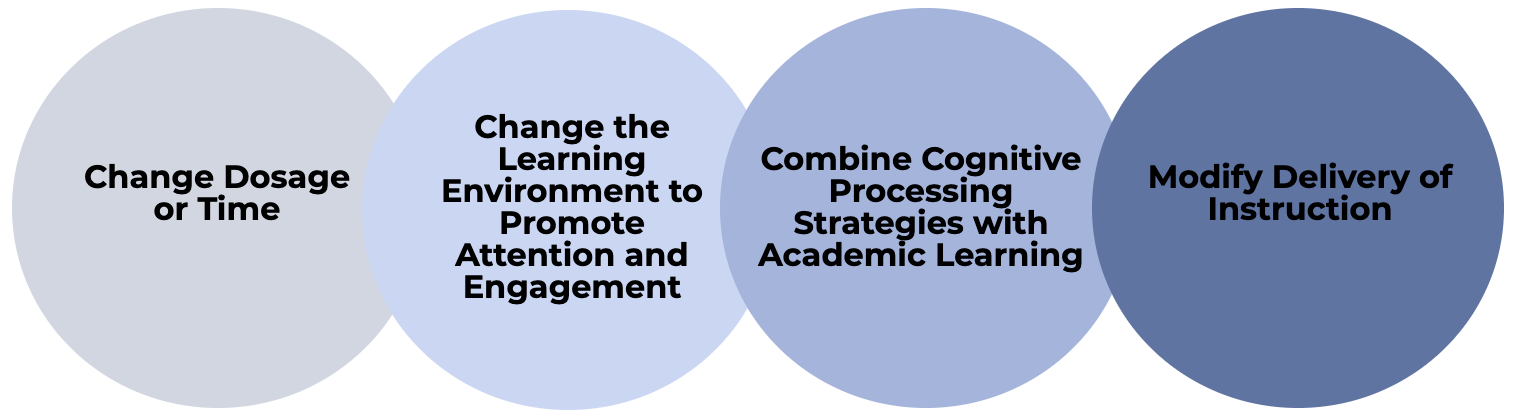 Change Dosage
or Time
Change the
Learning
Environment to
Promote
Attention and
Engagement
Combine Cognitive
Processing
Strategies with
Academic Learning
Modify Delivery of
Instruction